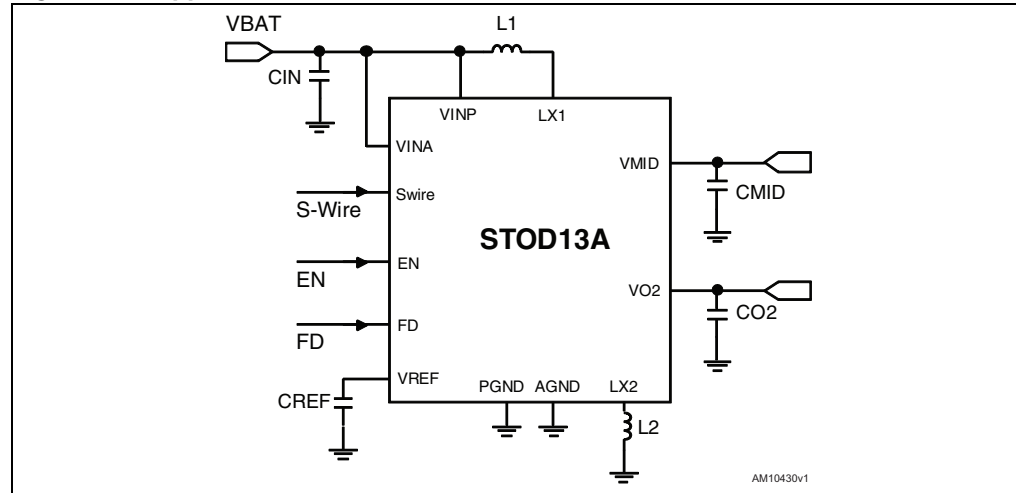 VBAT
L1
CIN
VINP
LX1
VINA
VMID
CMID
Swire
S-Wire
STOD13A
EN
EN
VO2
CO2
FD
FD
VREF
CREF
PGND AGND LX2
L2
AM10430v1